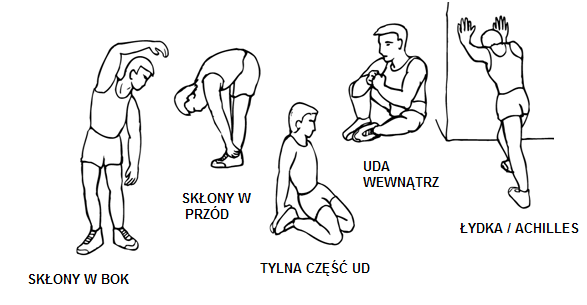 SKŁONY W BOK
SKŁONY W
PRZÓD
TYLNA CZĘŚĆ UD
UDA
WEWNĄTRZ
ŁYDKA / ACHILLES